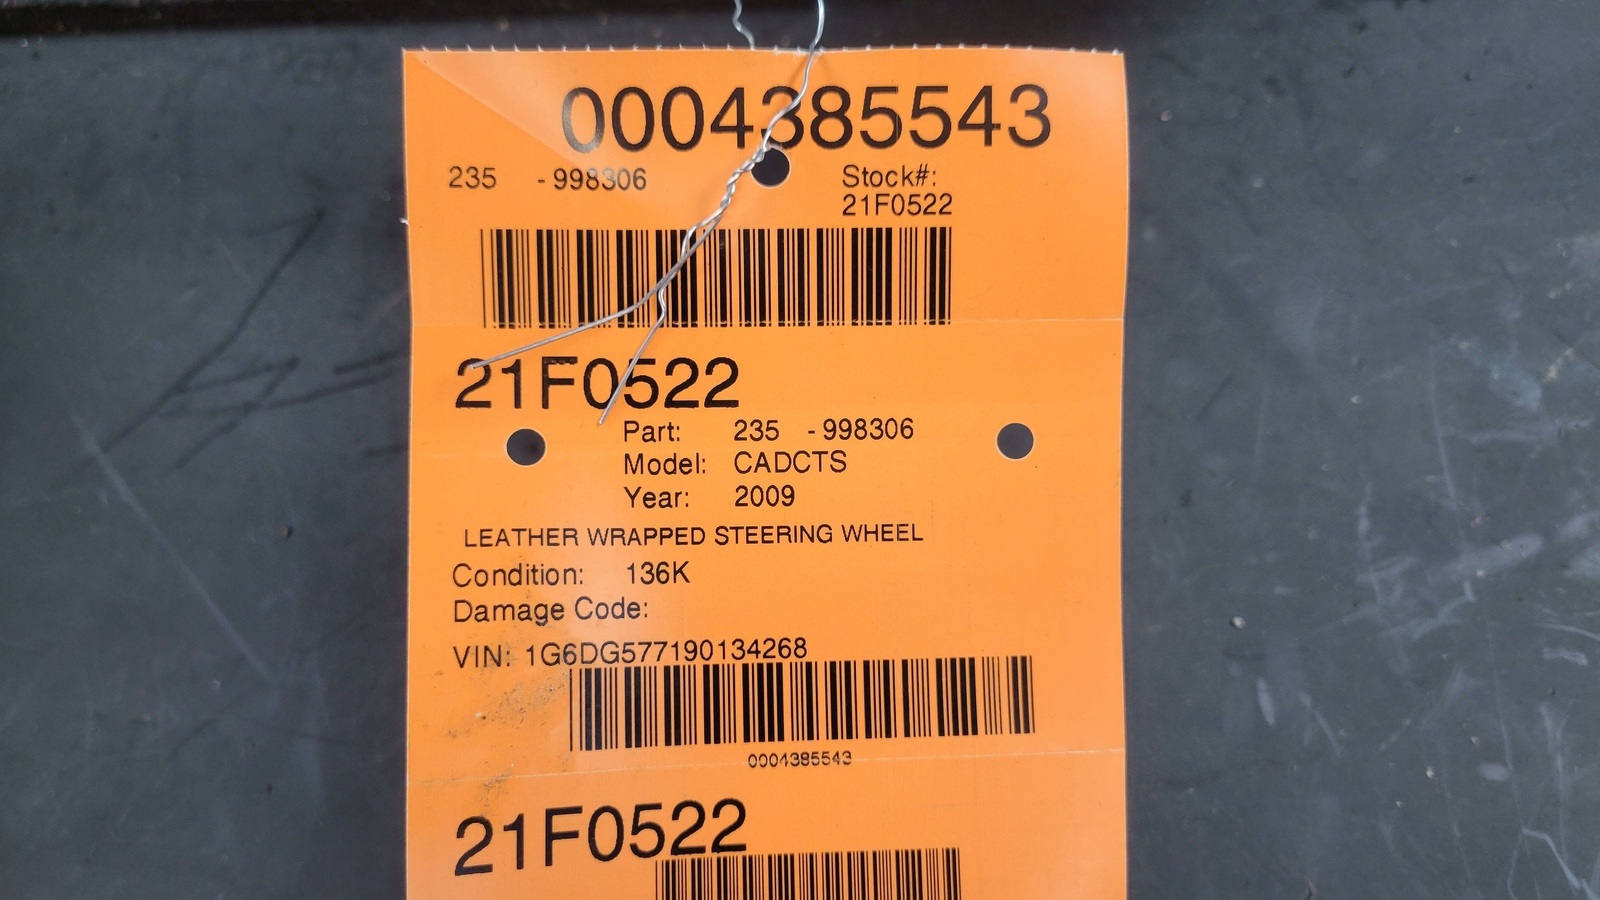 0004385543
235 - 998306
Stock#:
21F0522
21F0522
Part: 235 - 998306
Model: CADCTS
Year: 2009
LEATHER WRAPPED STEERING WHEEL
Condition: 136K
Damage Code:
VIN: 1G6DG577190134268
0004385543
21F0522